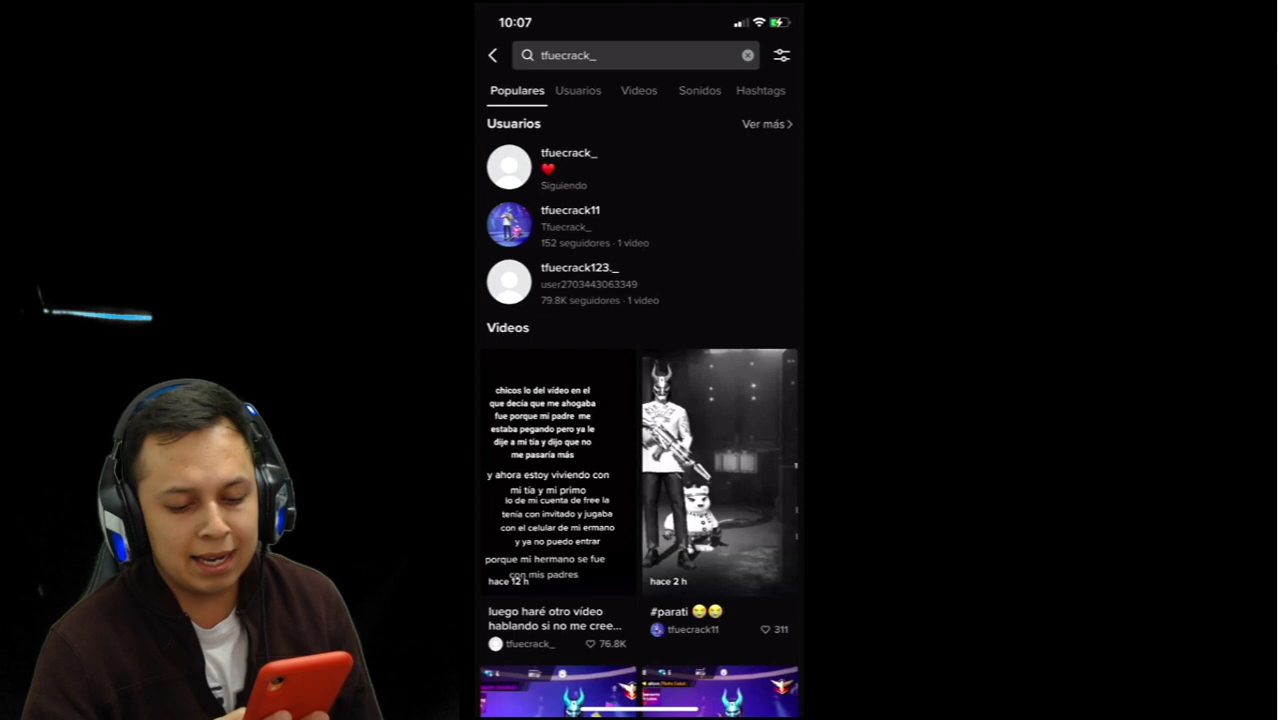 10:07
tfuecrack_
Populares Usuarios Videos Sonidos Hashtags
Usuarios Ver más
tfuecrack_
Siguiendo
tfuecrack11
Tfuecrack_
152 seguidores · 1 video
tfuecrack123._
user2703443063349
79.8K seguidores · 1 video
Videos
chicos lo del vídeo en el
que decía que me ahogaba
fue porque mi padre me
estaba pegando pero ya le
dije a mi tía y dijo que no
me pasaría más
y ahora estoy viviendo con
mi tía y mi primo
lo de mi cuenta de free la
tenía con invitado y jugaba
con el celular de mi ermano
y ya no puedo entrar
porque mi hermano se fue
con mis padres
hace 12 h
luego haré otro vídeo
hablando si no me cree...
tfuecrack_ 76.8K
hace 2 h
#parati 😭😭
tfuecrack11 311